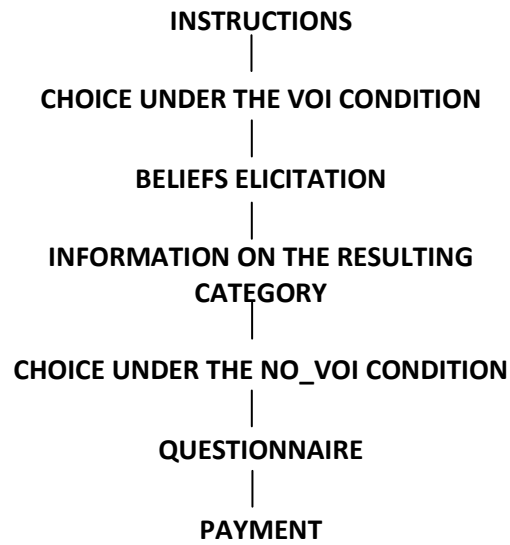 INSTRUCTIONS
CHOICE UNDER THE VOI CONDITION
BELIEFS ELICITATION
INFORMATION ON THE RESULTING
CATEGORY
CHOICE UNDER THE NO_VOI CONDITION
QUESTIONNAIRE
PAYMENT